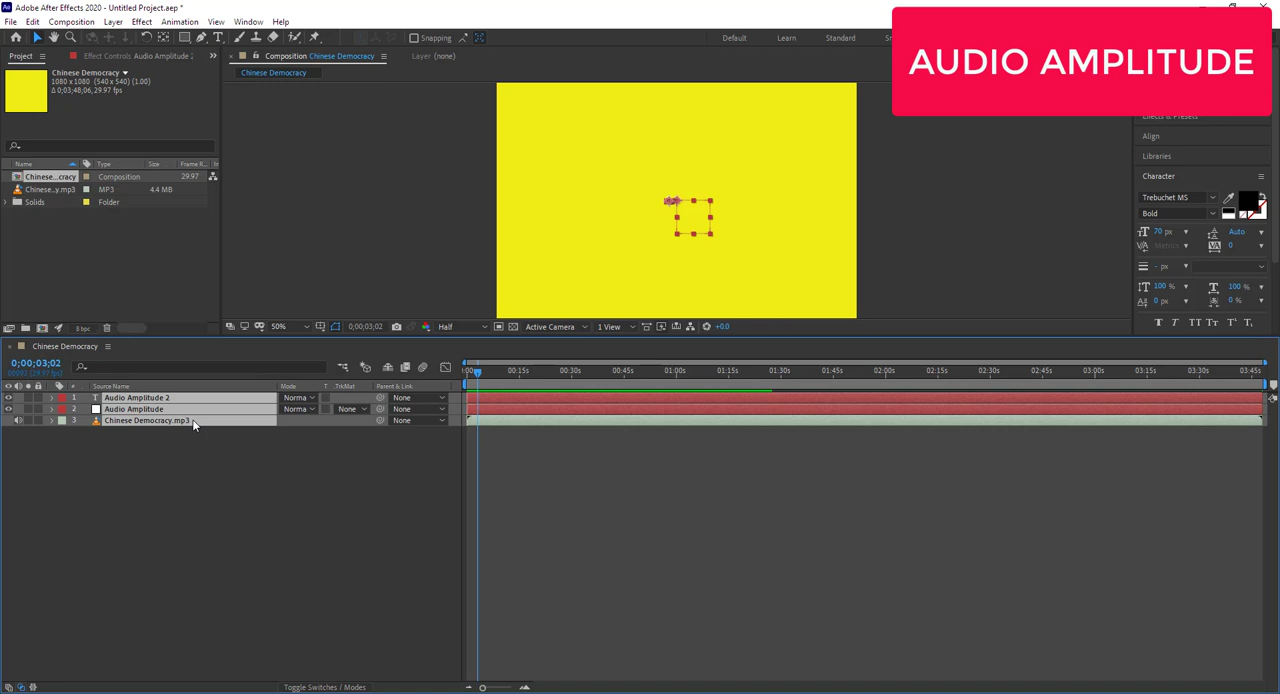 Adobe After Effects 2020 - Untitled Project.aep *
File Edit Composition Layer Effect Animation View Window Help
Snapping Default Learn Standard
AUDIO AMPLITUDE
Project Effect Controls Audio Amplitude 2 Composition Chinese Democracy Layer (none)
Chinese Democracy
1080 x 1080 (540 x 540) (1.00)
Δ 0;03;48;06, 29.97 fps
Chinese Democracy
Effects & Presets
Align
Libraries
Character
Trebuchet MS
Bold
70 px Auto
Metrics 0
- px
100 % 100 %
0 px 0 %
T T TT Tт T¹ T₁
Name Type Size Frame R... In
Chinese...cracy Composition 29.97
Chinese...y.mp3 MP3 4.4 MB
Solids Folder
8 bpc
50% 0;00;03;02 Half Active Camera 1 View +0.0
Chinese Democracy
0;00;03;02
00092 (29.97 fps)
:00s 00:15s 00:30s 00:45s 01:00s 01:15s 01:30s 01:45s 02:00s 02:15s 02:30s 02:45s 03:00s 03:15s 03:30s 03:45s
# Source Name Mode T TrkMat Parent & Link
1 T Audio Amplitude 2 Norma None
2 Audio Amplitude Norma None None
3 Chinese Democracy.mp3 None
Toggle Switches / Modes